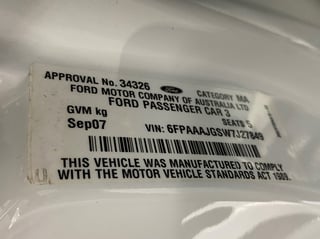 APPROVAL No. 34326 Ford CATEGORY MA
FORD MOTOR COMPANY OF AUSTRALIA LTD
FORD PASSENGER CAR 3
GVM kg SEATS 5
Sep07 VIN: 6FPAAAJGSW7J27849
THIS VEHICLE WAS MANUFACTURED TO COMPLY
WITH THE MOTOR VEHICLE STANDARDS ACT 1989.